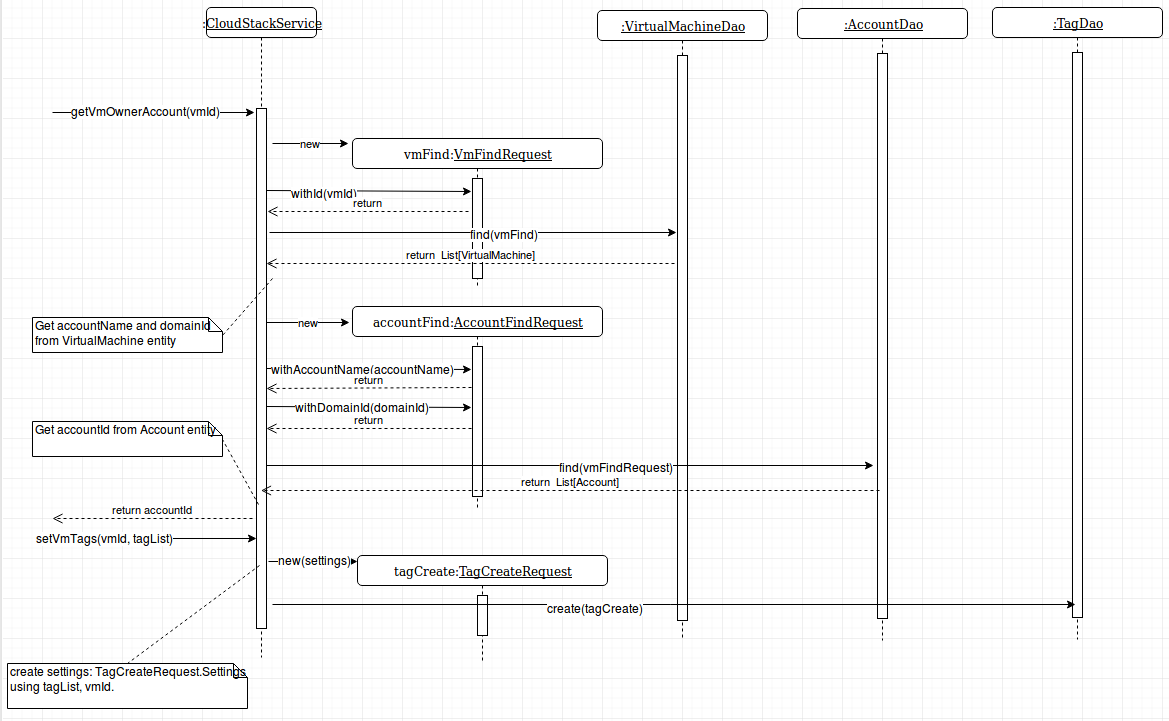 :CloudStackService
:VirtualMachineDao
:AccountDao
:TagDao
getVmOwnerAccount(vmId)
new
vmFind:VmFindRequest
withId(vmId)
return
find(vmFind)
return List[VirtualMachine]
Get accountName and domainId
from VirtualMachine entity
new
accountFind:AccountFindRequest
withAccountName(accountName)
return
withDomainId(domainId)
return
Get accountId from Account entity
find(vmFindRequest)
return List[Account]
return accountId
setVmTags(vmId, tagList)
new(settings)
tagCreate:TagCreateRequest
create(tagCreate)
create settings: TagCreateRequest.Settings
using tagList, vmId.